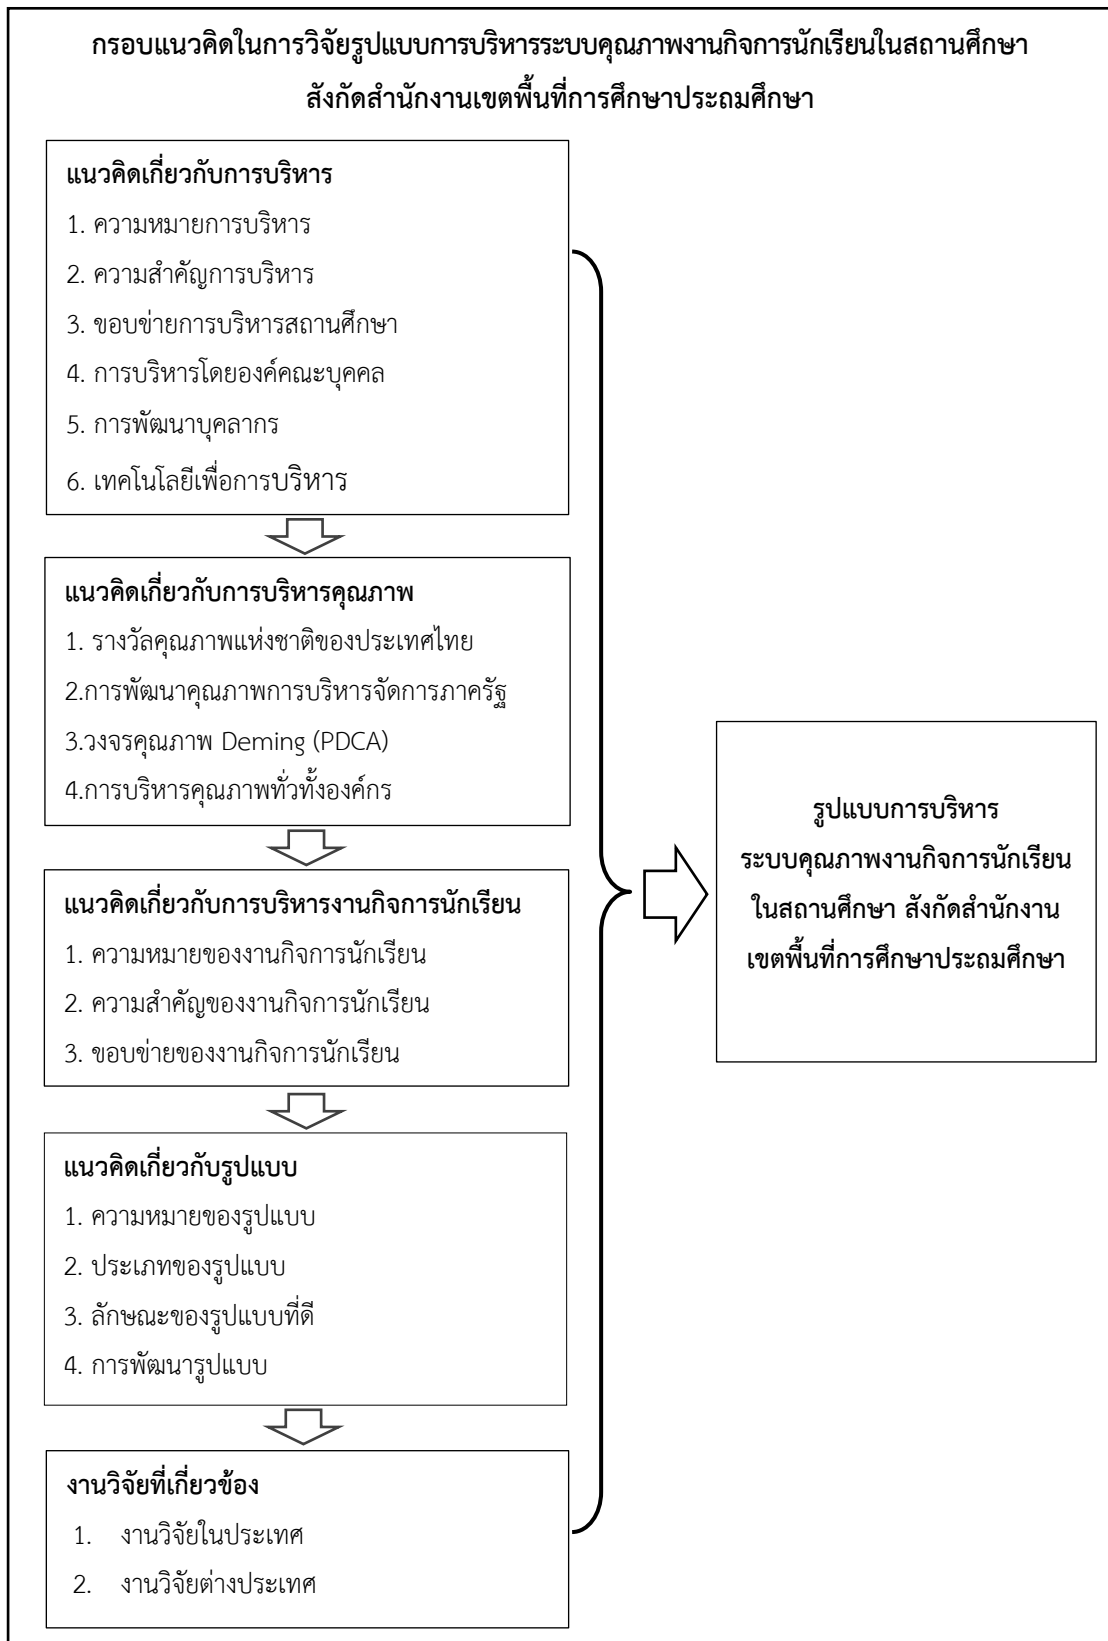 กรอบแนวคิดในการวิจัยรูปแบบการบริหารระบบคุณภาพงานกิจการนักเรียนในสถานศึกษา
สังกัดสำนักงานเขตพื้นที่การศึกษาประถมศึกษา
แนวคิดเกี่ยวกับการบริหาร
1. ความหมายการบริหาร
2. ความสำคัญการบริหาร
3. ขอบข่ายการบริหารสถานศึกษา
4. การบริหารโดยองค์คณะบุคคล
5. การพัฒนาบุคลากร
6. เทคโนโลยีเพื่อการบริหาร
แนวคิดเกี่ยวกับการบริหารคุณภาพ
1. รางวัลคุณภาพแห่งชาติของประเทศไทย
2.การพัฒนาคุณภาพการบริหารจัดการภาครัฐ
3.วงจรคุณภาพ Deming (PDCA)
4.การบริหารคุณภาพทั่วทั้งองค์กร
แนวคิดเกี่ยวกับการบริหารงานกิจการนักเรียน
1. ความหมายของงานกิจการนักเรียน
2. ความสำคัญของงานกิจการนักเรียน
3. ขอบข่ายของงานกิจการนักเรียน
แนวคิดเกี่ยวกับรูปแบบ
1. ความหมายของรูปแบบ
2. ประเภทของรูปแบบ
3. ลักษณะของรูปแบบที่ดี
4. การพัฒนารูปแบบ
งานวิจัยที่เกี่ยวข้อง
1. งานวิจัยในประเทศ
2. งานวิจัยต่างประเทศ
รูปแบบการบริหาร
ระบบคุณภาพงานกิจการนักเรียน
ในสถานศึกษา สังกัดสำนักงาน
เขตพื้นที่การศึกษาประถมศึกษา